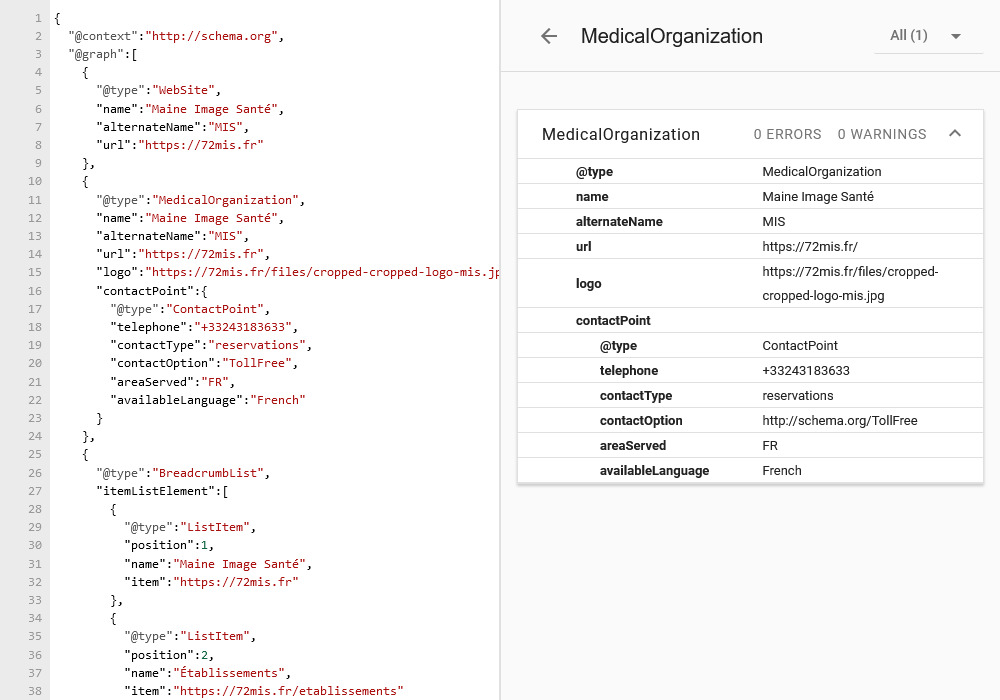 1 {
2 "@context":"http://schema.org",
3 "@graph":[
4 {
5 "@type":"WebSite",
6 "name":"Maine Image Santé",
7 "alternateName":"MIS",
8 "url":"https://72mis.fr"
9 },
10 {
11 "@type":"MedicalOrganization",
12 "name":"Maine Image Santé",
13 "alternateName":"MIS",
14 "url":"https://72mis.fr",
15 "logo":"https://72mis.fr/files/cropped-cropped-logo-mis.jp
16 "contactPoint":{
17 "@type":"ContactPoint",
18 "telephone":"+33243183633",
19 "contactType":"reservations",
20 "contactOption":"TollFree",
21 "areaServed":"FR",
22 "availableLanguage":"French"
23 }
24 },
25 {
26 "@type":"BreadcrumbList",
27 "itemListElement":[
28 {
29 "@type":"ListItem",
30 "position":1,
31 "name":"Maine Image Santé",
32 "item":"https://72mis.fr"
33 },
34 {
35 "@type":"ListItem",
36 "position":2,
37 "name":"Établissements",
38 "item":"https://72mis.fr/etablissements"
MedicalOrganization All (1)
MedicalOrganization 0 ERRORS 0 WARNINGS
@type MedicalOrganization
name Maine Image Santé
alternateName MIS
url https://72mis.fr/
logo https://72mis.fr/files/cropped-
cropped-logo-mis.jpg
contactPoint
@type ContactPoint
telephone +33243183633
contactType reservations
contactOption http://schema.org/TollFree
areaServed FR
availableLanguage French